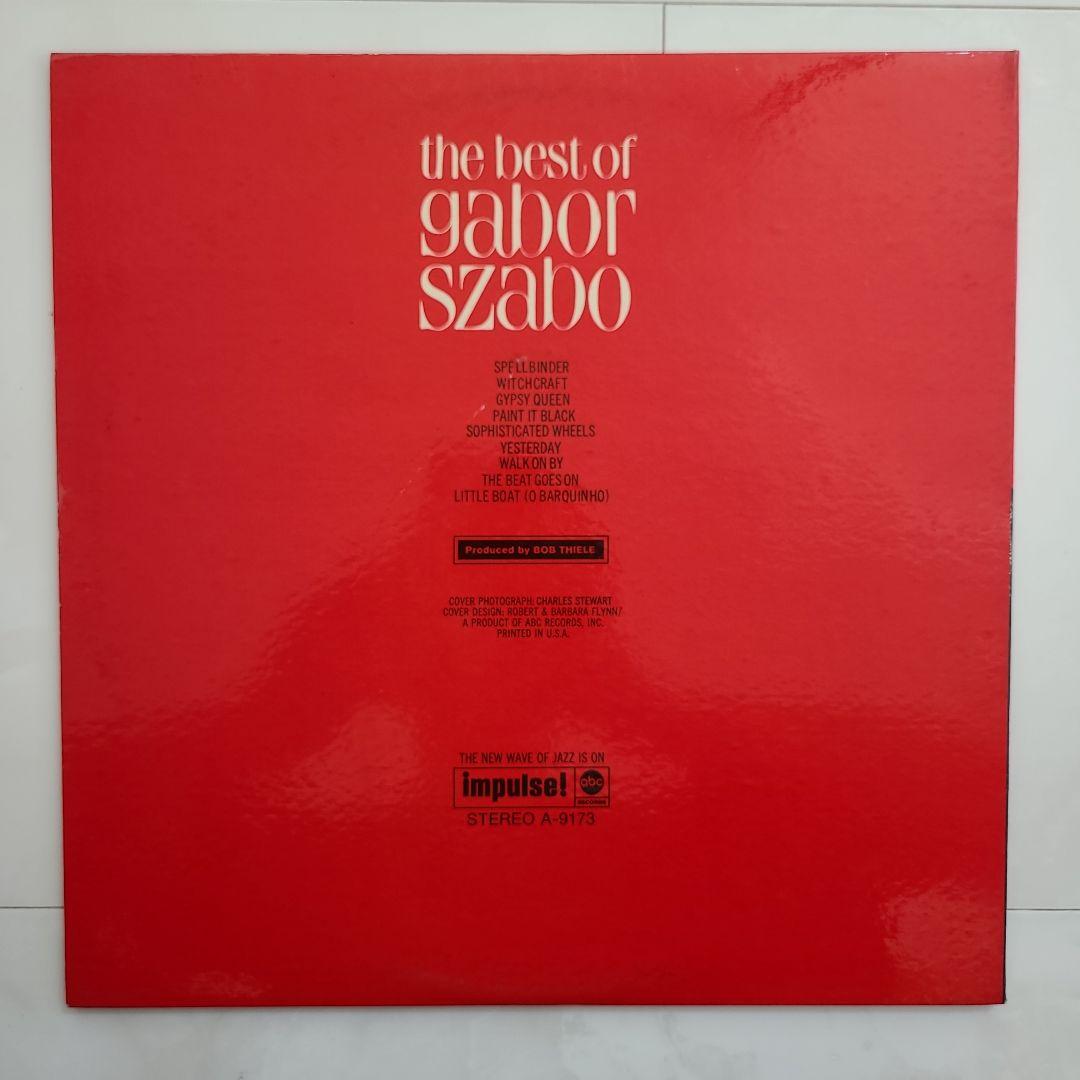 the best of
gabor
szabo
SPELLBINDER
WITCHCRAFT
GYPSY QUEEN
PAINT IT BLACK
SOPHISTICATED WHEELS
YESTERDAY
WALK ON BY
THE BEAT GOES ON
LITTLE BOAT (O BARQUINHO)
Produced by BOB THIELE
COVER PHOTOGRAPH: CHARLES STEWART
COVER DESIGN: ROBERT & BARBARA FLYNN/
A PRODUCT OF ABC RECORDS, INC.
PRINTED IN U.S.A.
THE NEW WAVE OF JAZZ IS ON
impulse! abc
RECORDS
STEREO A-9173